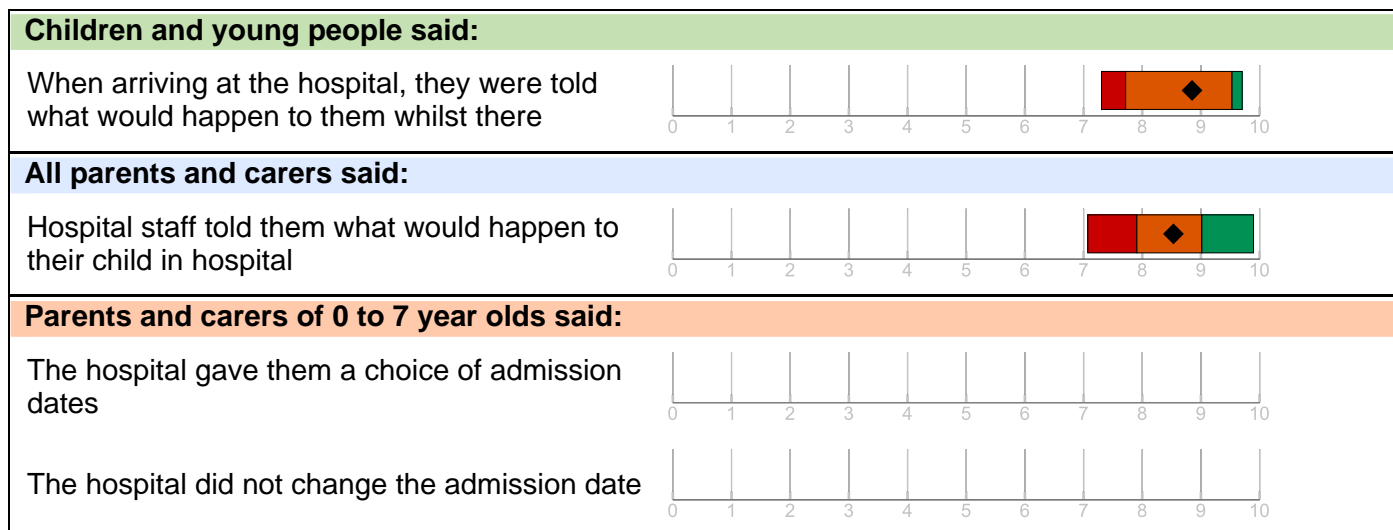 Children and young people said:
When arriving at the hospital, they were told
what would happen to them whilst there
0 1 2 3 4 5 6 7 8 9 10
All parents and carers said:
Hospital staff told them what would happen to
their child in hospital
0 1 2 3 4 5 6 7 8 9 10
Parents and carers of 0 to 7 year olds said:
The hospital gave them a choice of admission
dates
0 1 2 3 4 5 6 7 8 9 10
The hospital did not change the admission date
0 1 2 3 4 5 6 7 8 9 10